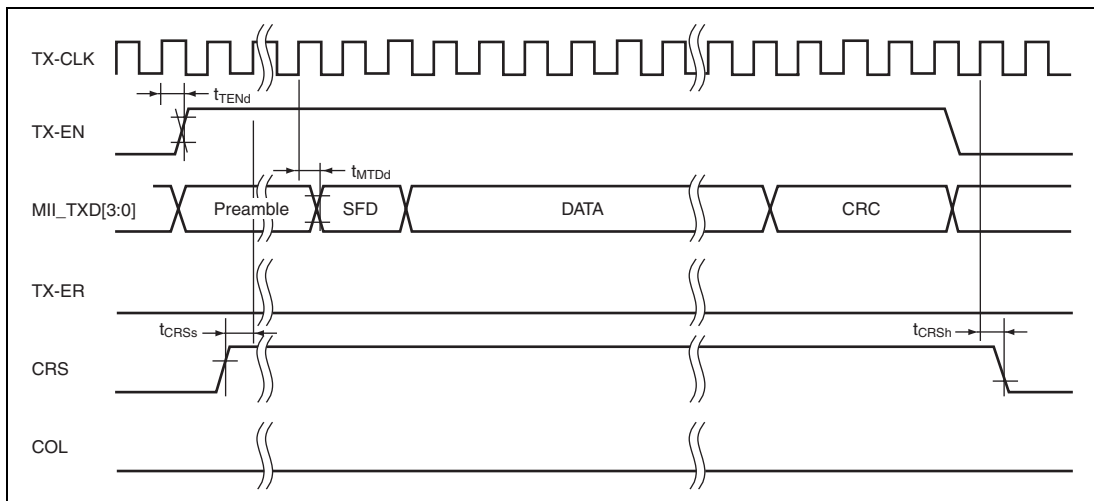 TX-CLK
tTENd
TX-EN
tMTDd
MII_TXD[3:0]
Preamble
SFD
DATA
CRC
TX-ER
tCRSs
tCRSh
CRS
COL